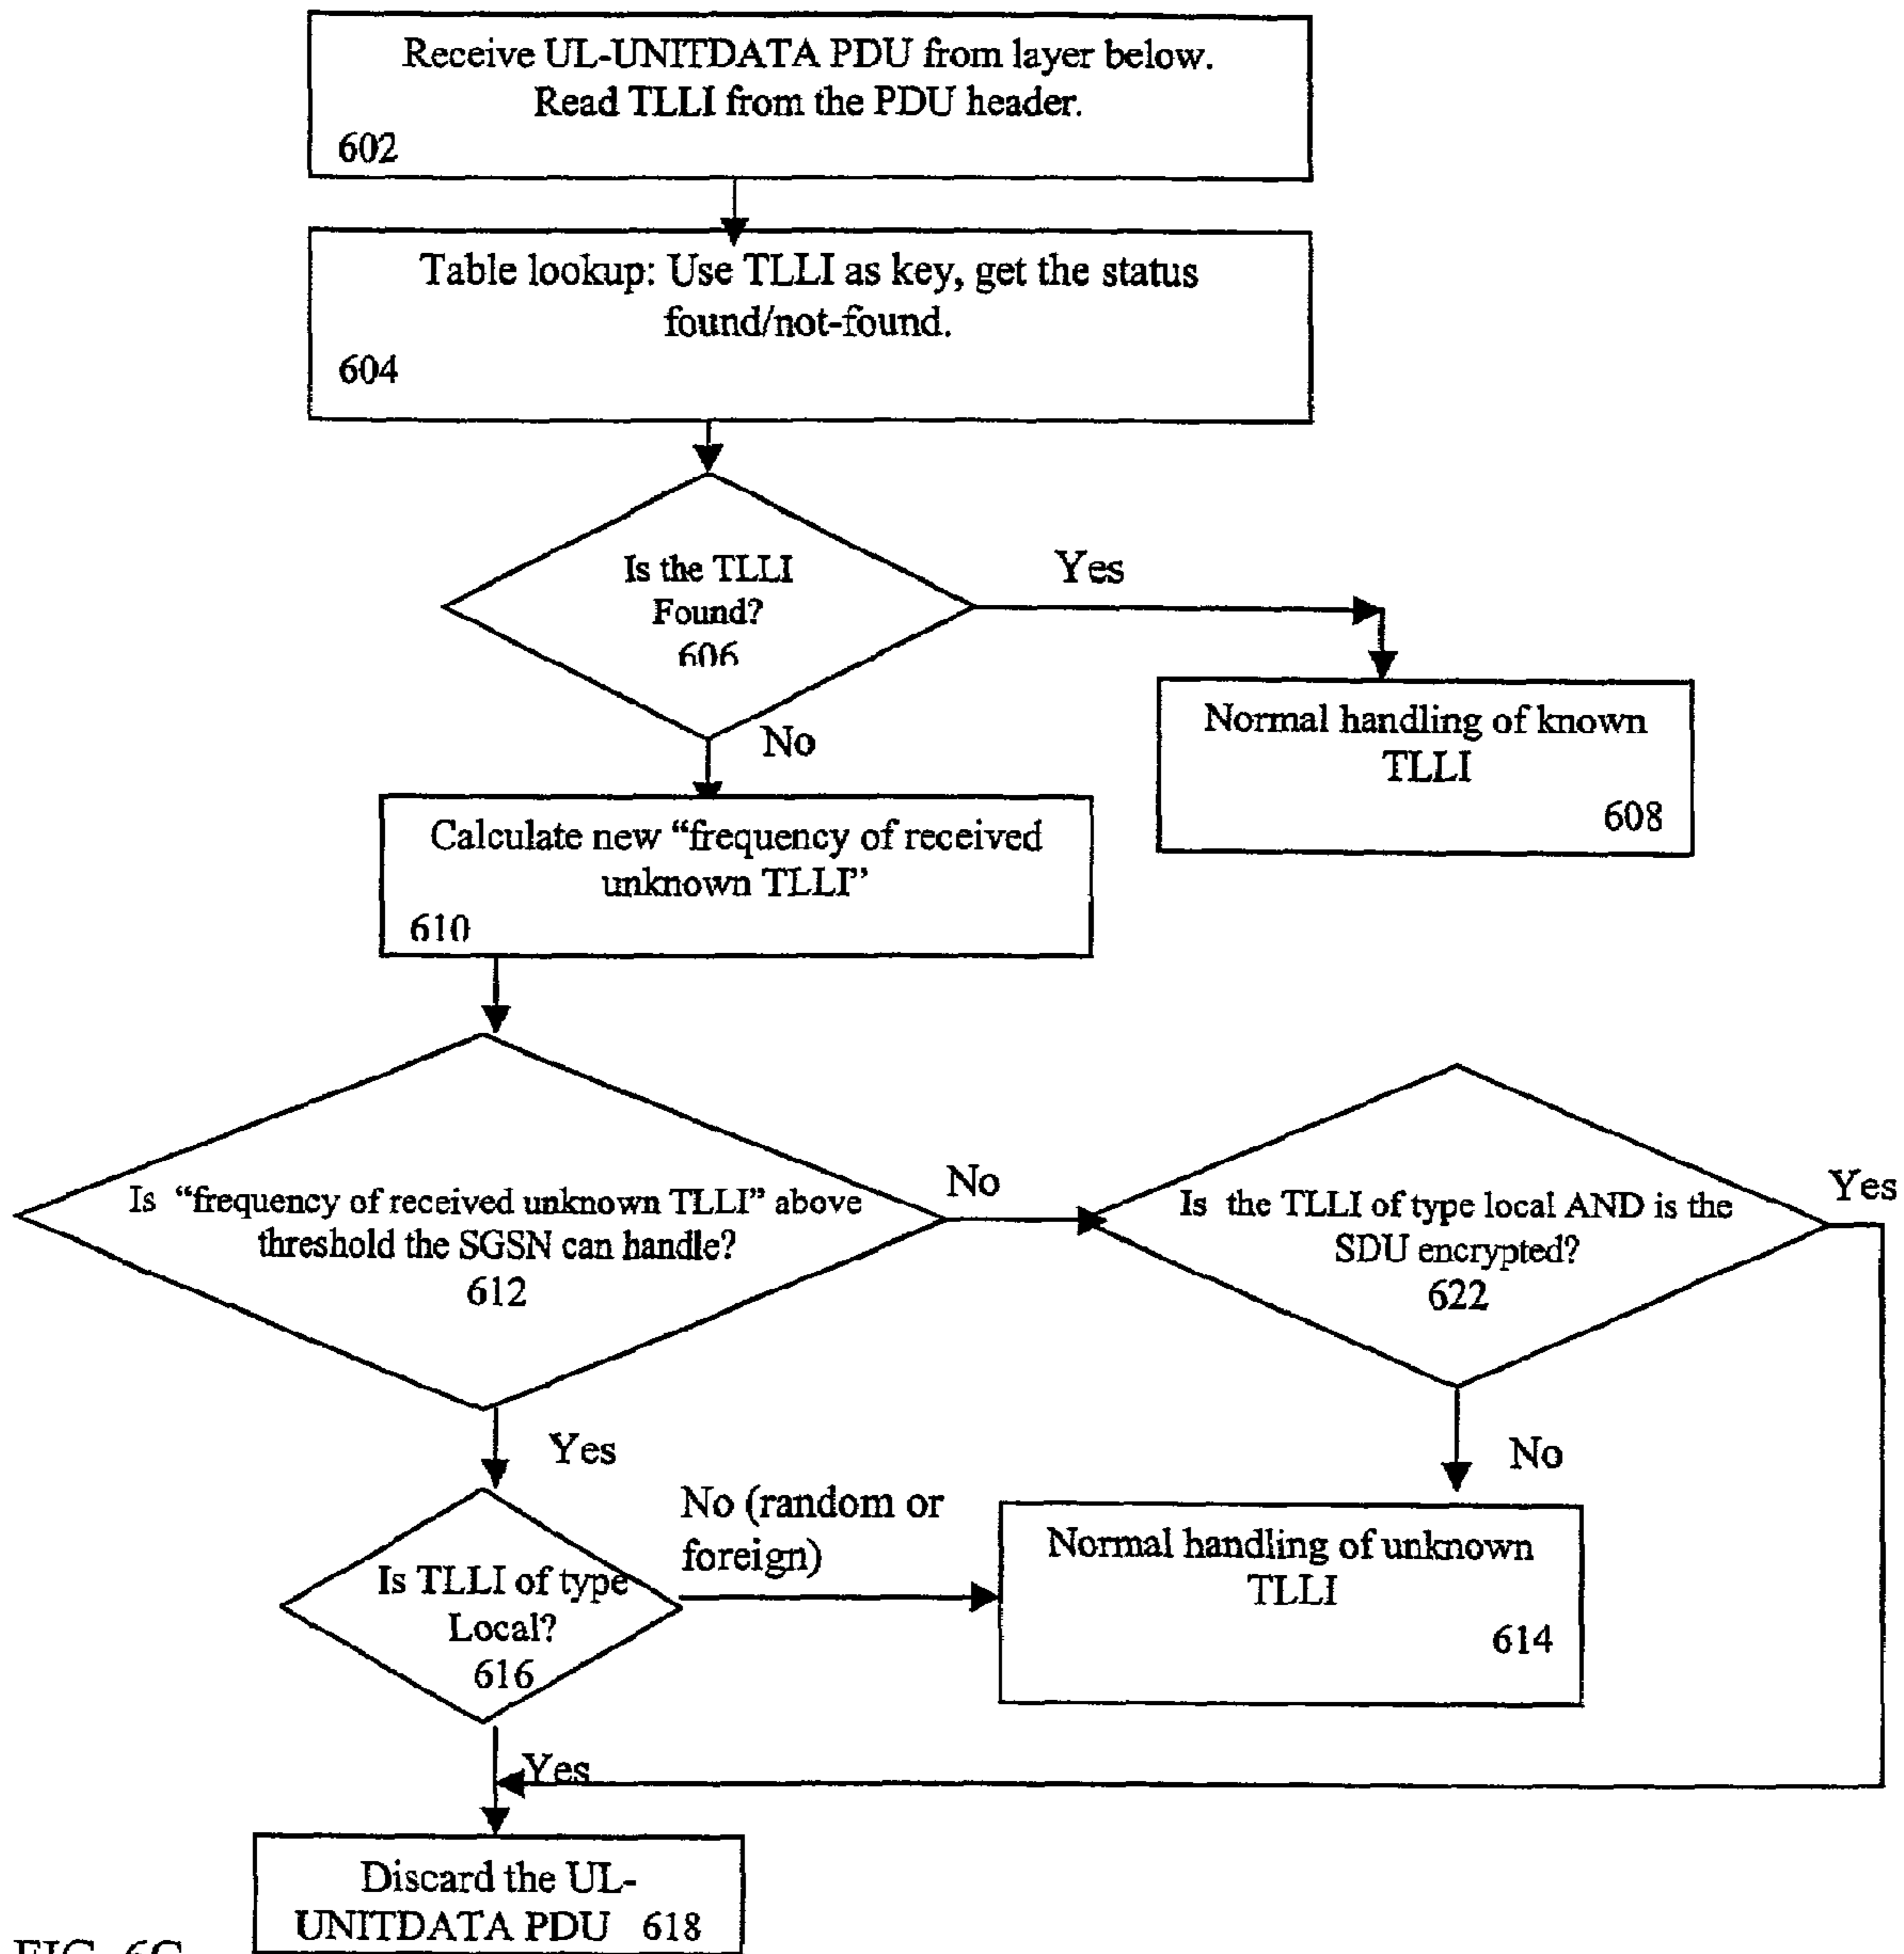 Receive UL-UNITDATA PDU from layer below.
Read TLLI from the PDU header.
602
Table lookup: Use TLLI as key, get the status
found/not-found.
604
Is the TLLI
Found?
606
Yes
No
Normal handling of known
TLLI
608
Calculate new “frequency of received
unknown TLLI”
610
Is “frequency of received unknown TLLI” above
threshold the SGSN can handle?
612
No
Is the TLLI of type local AND is the
SDU encrypted?
622
Yes
Yes
No
No (random or
foreign)
Is TLLI of type
Local?
616
Normal handling of unknown
TLLI
614
Yes
Discard the UL-
UNITDATA PDU 618
FIG. 6C